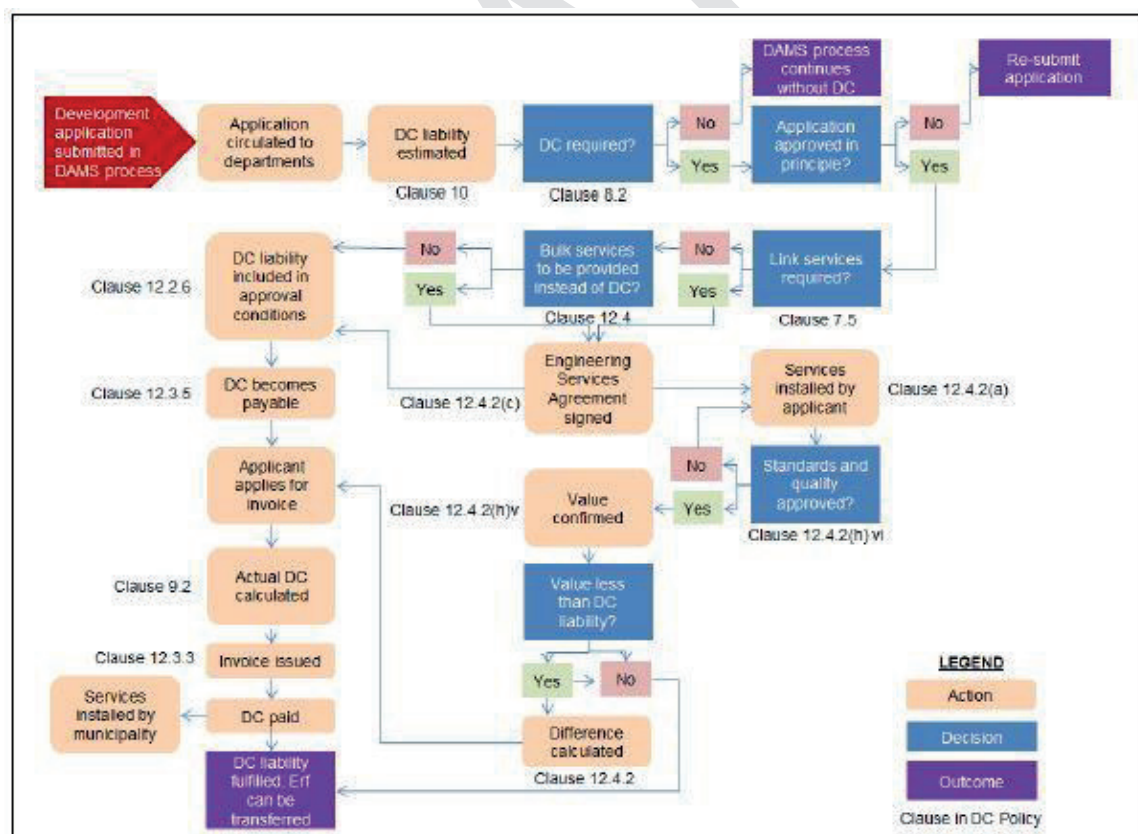 Development
application
submitted in
DAMS process
Application
circulated to
departments
DC liability
estimated
Clause 10
DC required?
Clause 8.2
No
Yes
DAMS process
continues
without DC
Application
approved in
principle?
No
Yes
Re-submit
application
Link services
required?
Clause 7.5
No
Yes
Bulk services
to be provided
instead of DC?
Clause 12.4
No
Yes
DC liability
included in
approval
conditions
Clause 12.2.6
Engineering
Services
Agreement
signed
Clause 12.4.2(c)
Services
installed by
applicant
Clause 12.4.2(a)
DC becomes
payable
Clause 12.3.5
Standards and
quality
approved?
Clause 12.4.2(h) vi
No
Yes
Applicant
applies for
invoice
Value
confirmed
Clause 12.4.2(h)v
Actual DC
calculated
Clause 9.2
Value less
than DC
liability?
Yes
No
Invoice issued
Clause 12.3.3
DC paid
Services
installed by
municipality
Difference
calculated
Clause 12.4.2
DC liability
fulfilled. Erf
can be
transferred
LEGEND
Action
Decision
Outcome
Clause in DC Policy